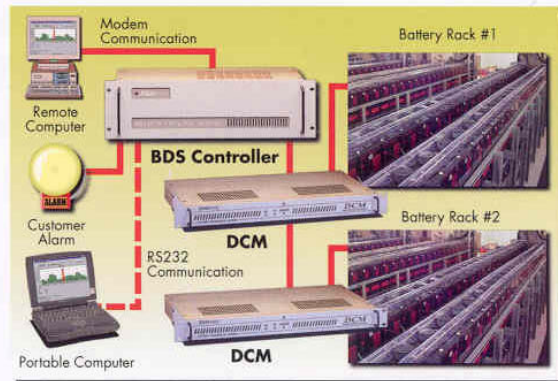 Modem
Communication
Battery Rack #1
Remote
Computer
BDS Controller
ALARM
Customer
Alarm
DCM
DCM
Battery Rack #2
RS232
Communication
DCM
DCM
Portable Computer